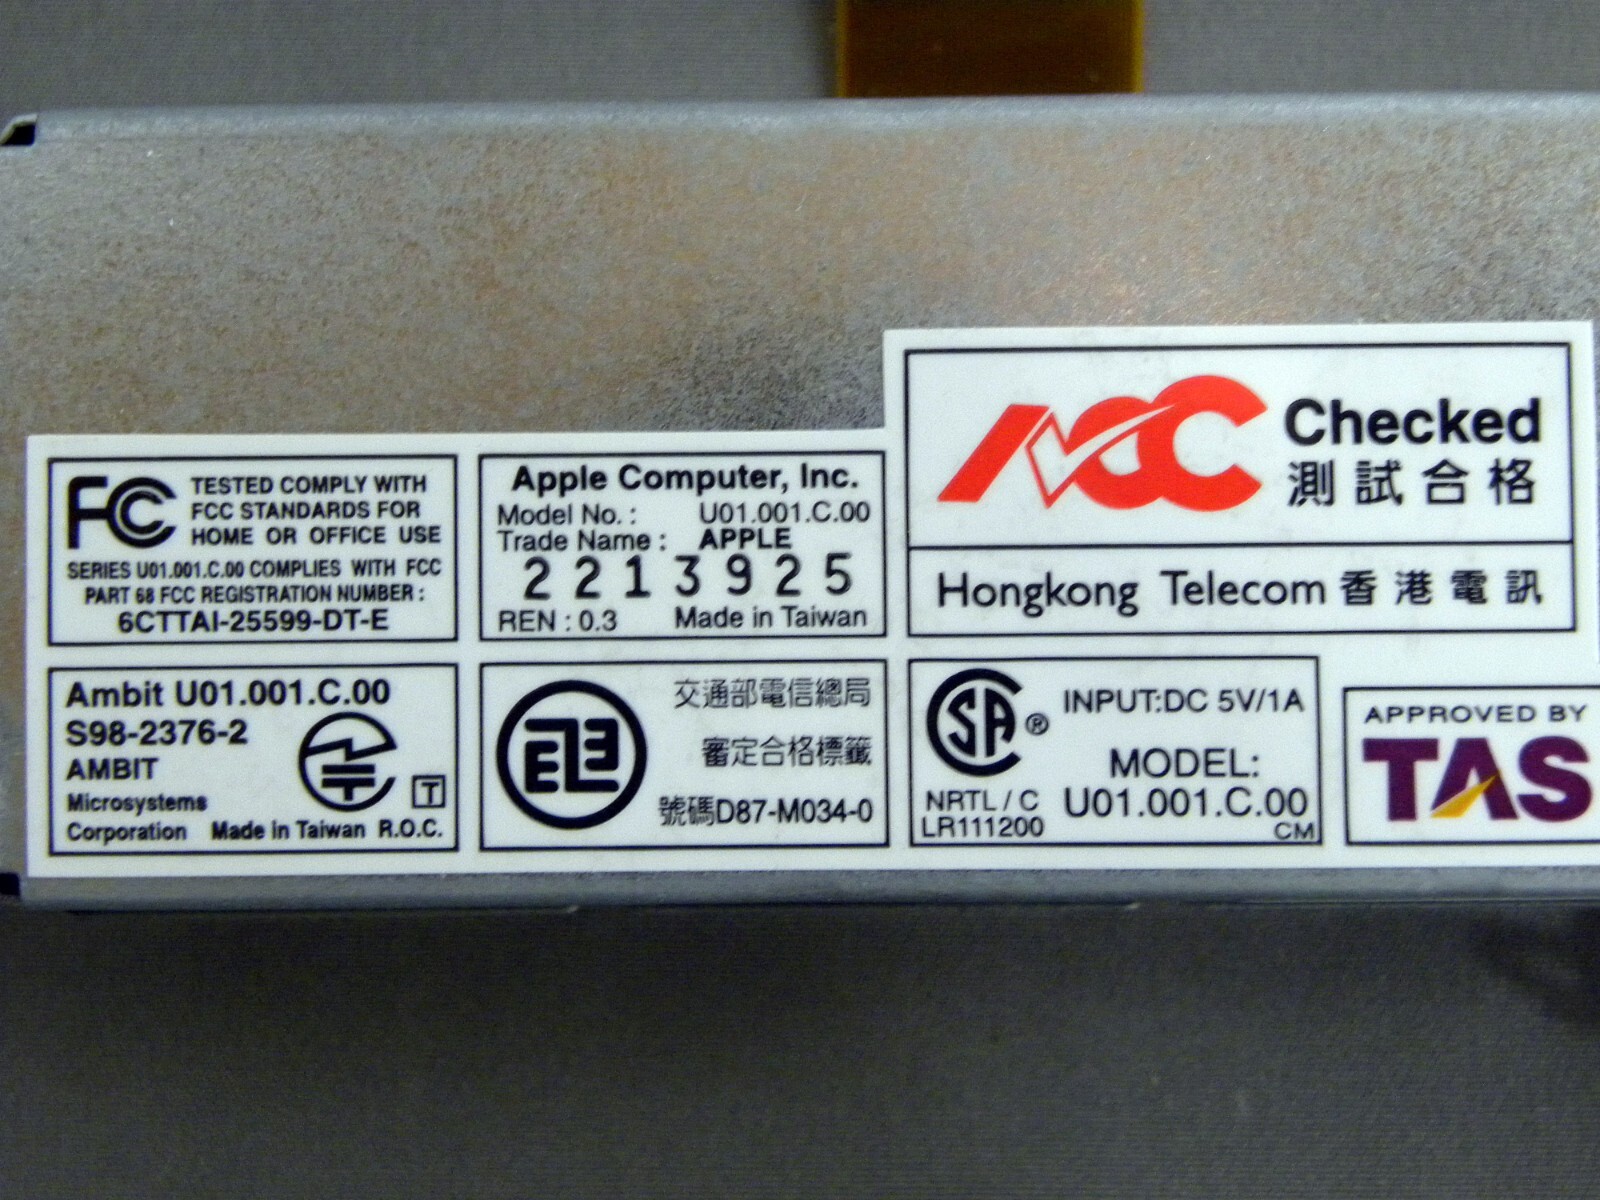 FC
TESTED COMPLY WITH
FCC STANDARDS FOR
HOME OR OFFICE USE
SERIES U01.001.C.00 COMPLIES WITH FCC
PART 68 FCC REGISTRATION NUMBER :
6CTTAI-25599-DT-E
Apple Computer, Inc.
Model No. : U01.001.C.00
Trade Name : APPLE
2213925
REN : 0.3 Made in Taiwan
ACC Checked
測試合格
Hongkong Telecom 香港電訊
Ambit U01.001.C.00
S98-2376-2
AMBIT
Microsystems
Corporation Made in Taiwan R.O.C.
T
交通部電信總局
審定合格標籤
號碼D87-M034-0
SA ®
INPUT:DC 5V/1A
MODEL:
U01.001.C.00
NRTL / C
LR111200
CM
APPROVED BY
TAS